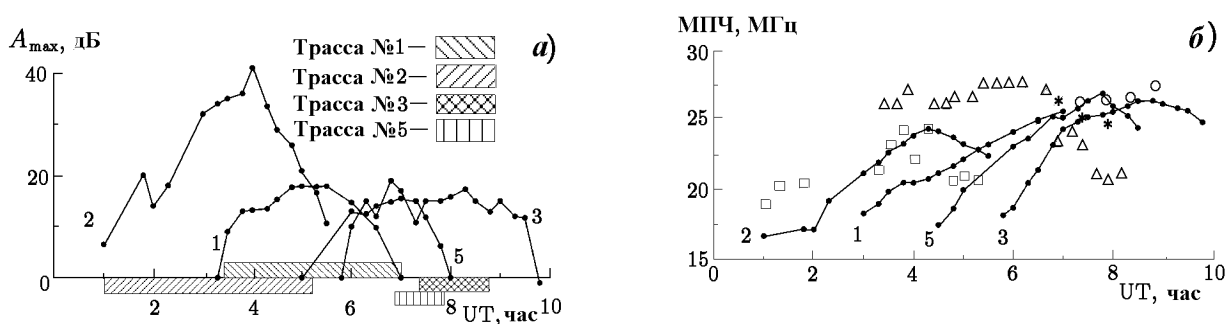 A_max, дБ
40
20
0
Трасса №1—
Трасса №2—
Трасса №3—
Трасса №5—
а)
2
1
5
3
2 4 6 8 10
UT, час
МПЧ, МГц
б)
30
25
20
15
2
1
5
3
0 2 4 6 8 10
UT, час